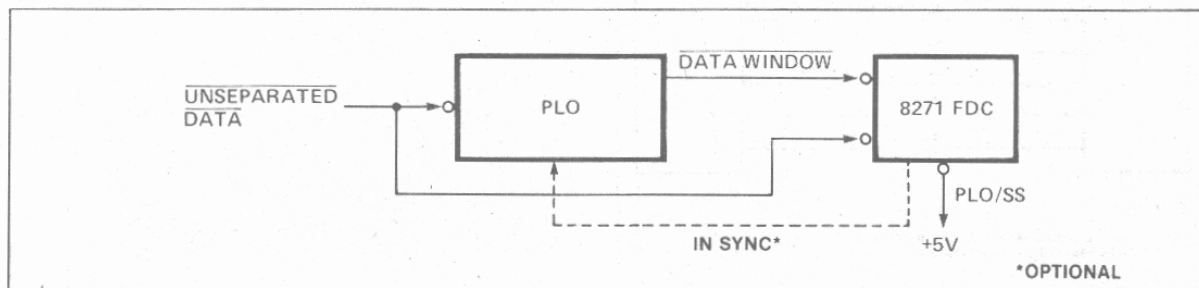 UNSEPARATED
DATA
PLO
DATA WINDOW
8271 FDC
PLO/SS
+5V
IN SYNC*
*OPTIONAL